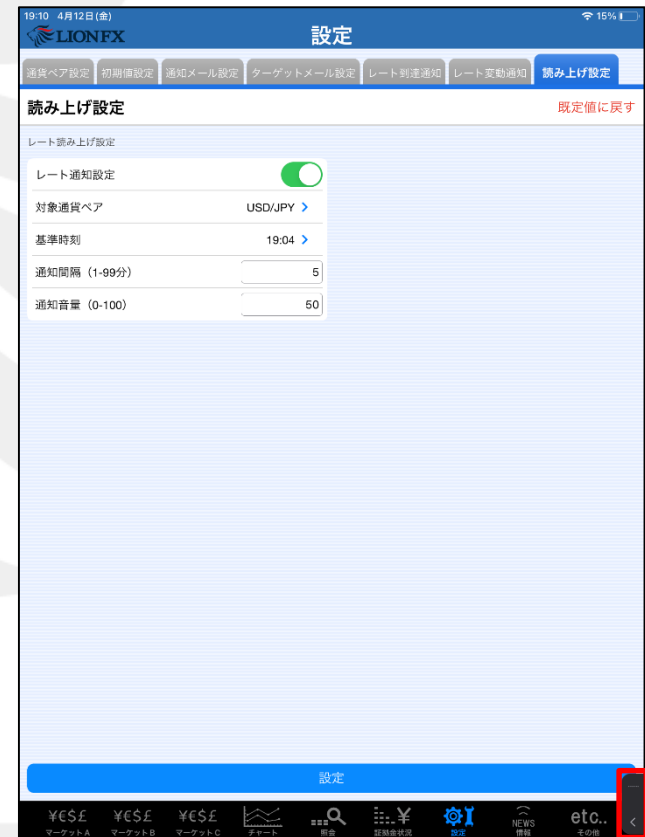 19:10 4月12日(金)
15%
LIONFX
設定
通貨ペア設定 初期値設定 通知メール設定 ターゲットメール設定 レート到達通知 レート変動通知 読み上げ設定
読み上げ設定 既定値に戻す
レート読み上げ設定
レート通知設定
対象通貨ペア USD/JPY >
基準時刻 19:04 >
通知間隔（1-99分） 5
通知音量（0-100） 50
設定
¥€$£ ¥€$£ ¥€$£ ¥ NEWS etc.. <
マーケットA マーケットB マーケットC チャート 照会 証拠金状況 設定 情報 その他